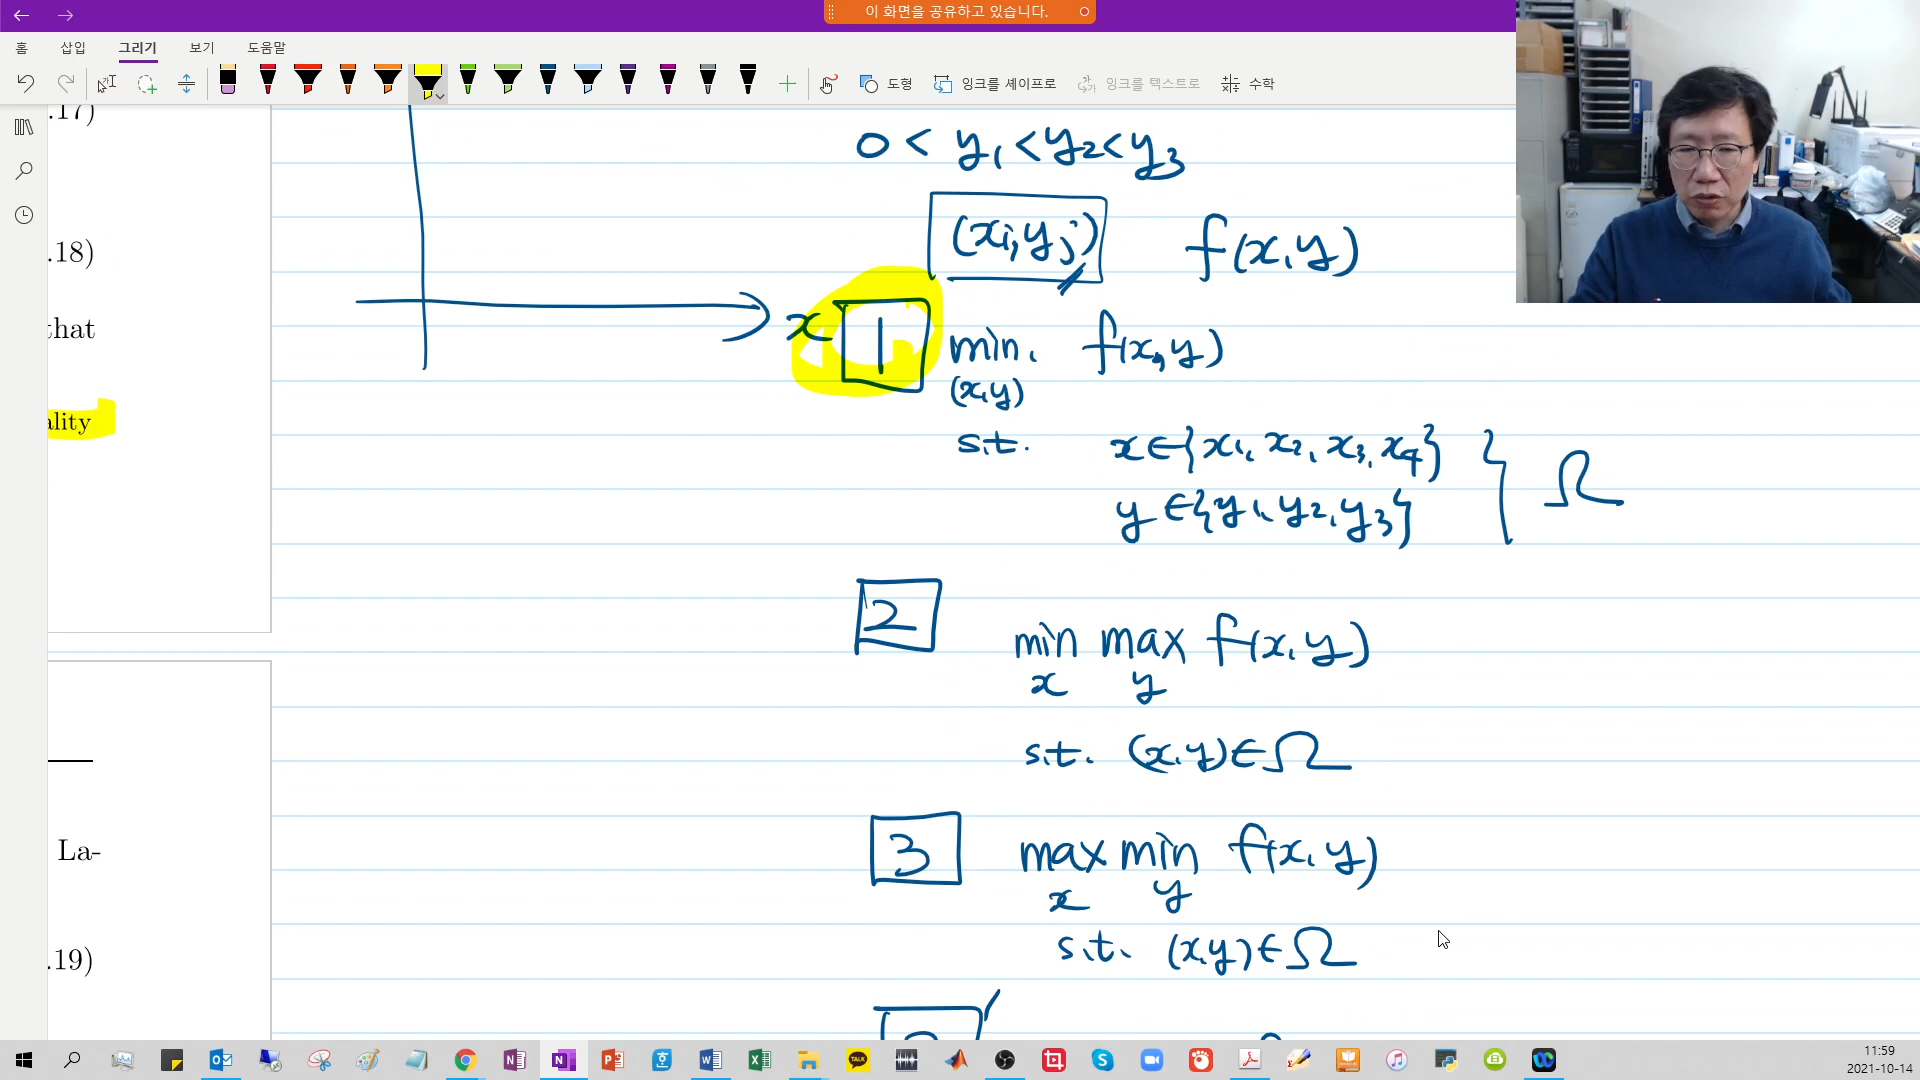 이 화면을 공유하고 있습니다.
홈 삽입 그리기 보기 도움말
도형 잉크를 셰이프로 잉크를 텍스트로 수학
.17)
.18)
that
ality
La-
.19)
0 < y₁ < y₂ < y₃
(xᵢ, yⱼ) f(x, y)
x
1 min. f(x, y)
(x, y)
s.t. x ∈ {x₁, x₂, x₃, x₄}
y ∈ {y₁, y₂, y₃}
Ω
2
min max f(x, y)
x y
s.t. (x, y) ∈ Ω
3 max min f(x, y)
x y
s.t. (x, y) ∈ Ω
TALK
11:59
2021-10-14